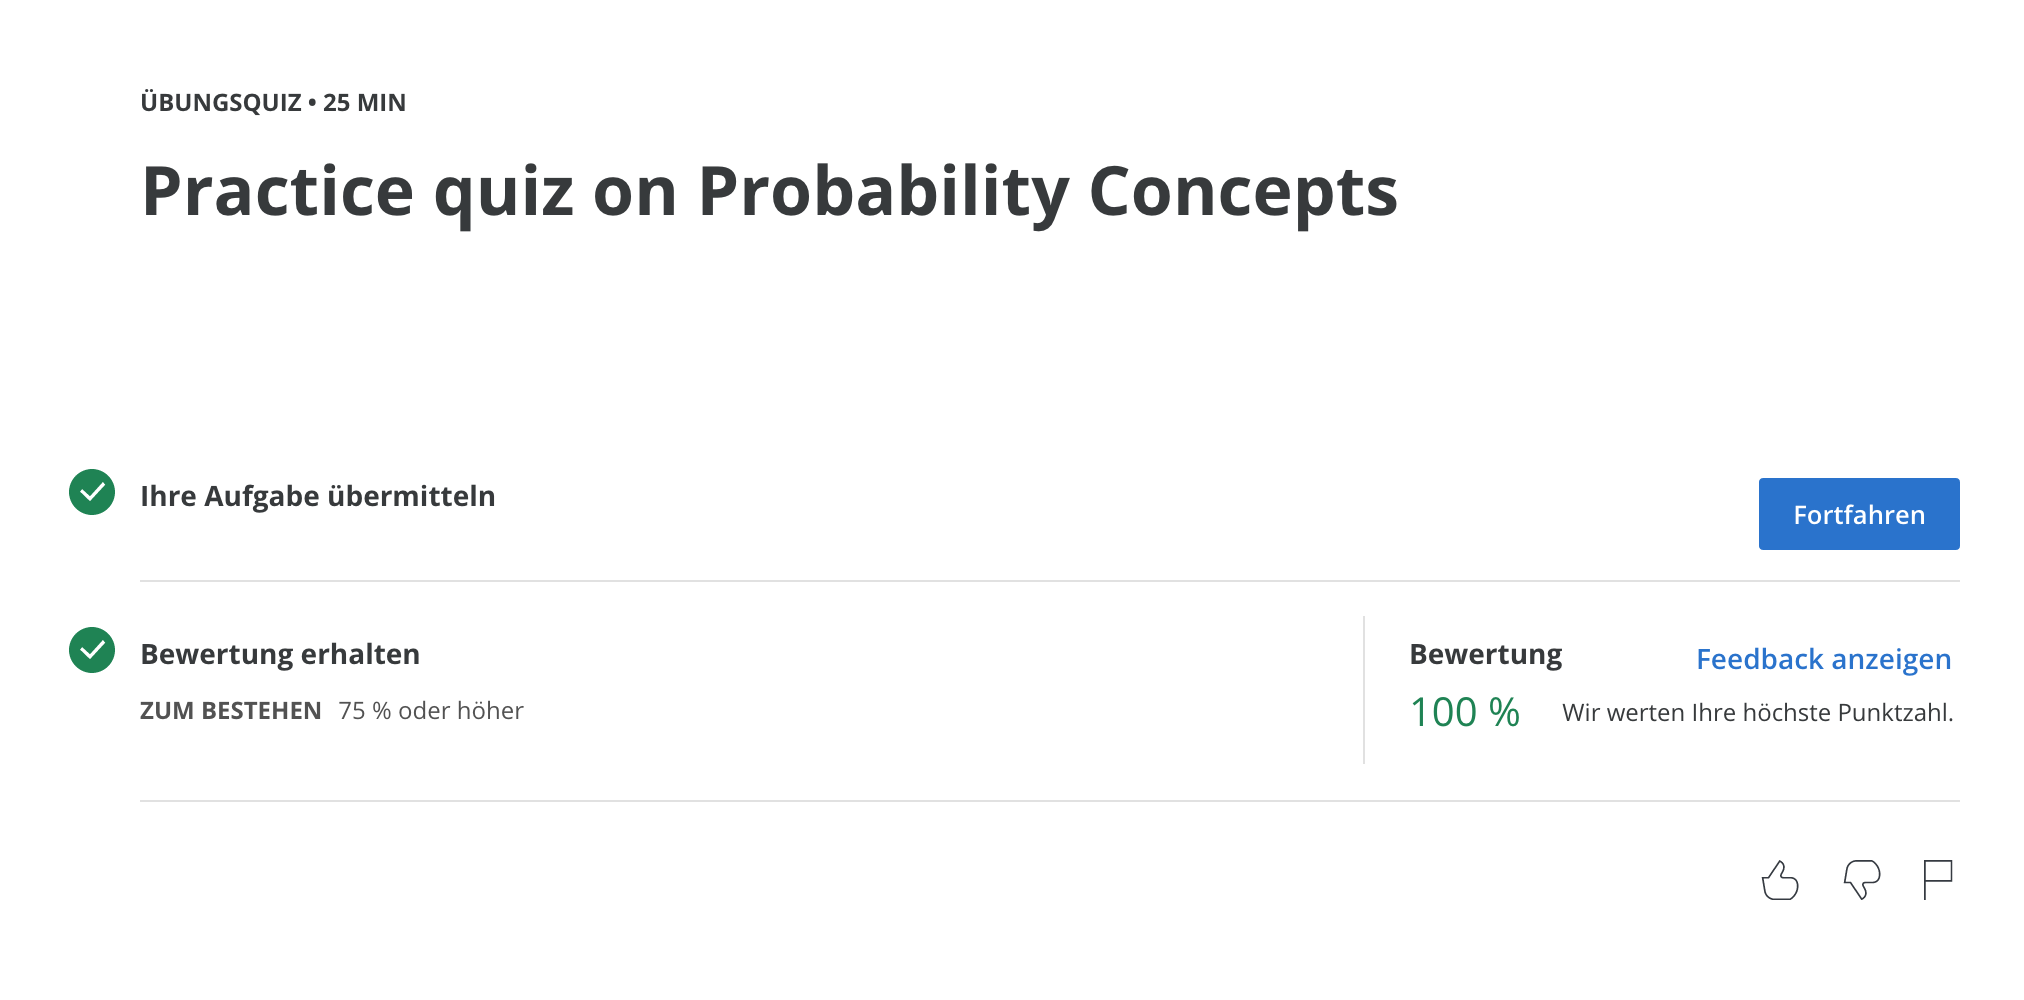 ÜBUNGSQUIZ • 25 MIN
Practice quiz on Probability Concepts
Ihre Aufgabe übermitteln
Fortfahren
Bewertung erhalten
ZUM BESTEHEN 75 % oder höher
Bewertung
Feedback anzeigen
100 %
Wir werten Ihre höchste Punktzahl.